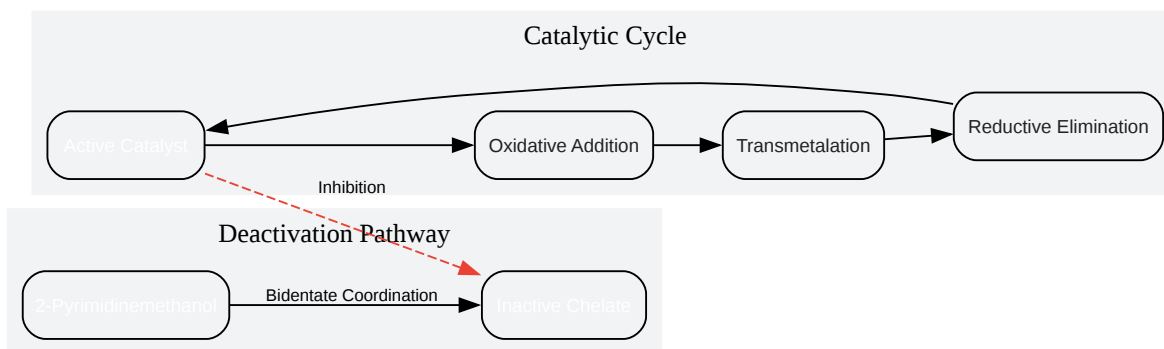 Catalytic Cycle
Active Catalyst
Oxidative Addition
Transmetalation
Reductive Elimination
Inhibition
Deactivation Pathway
2-Pyrimidinemethanol
Bidentate Coordination
Inactive Chelate